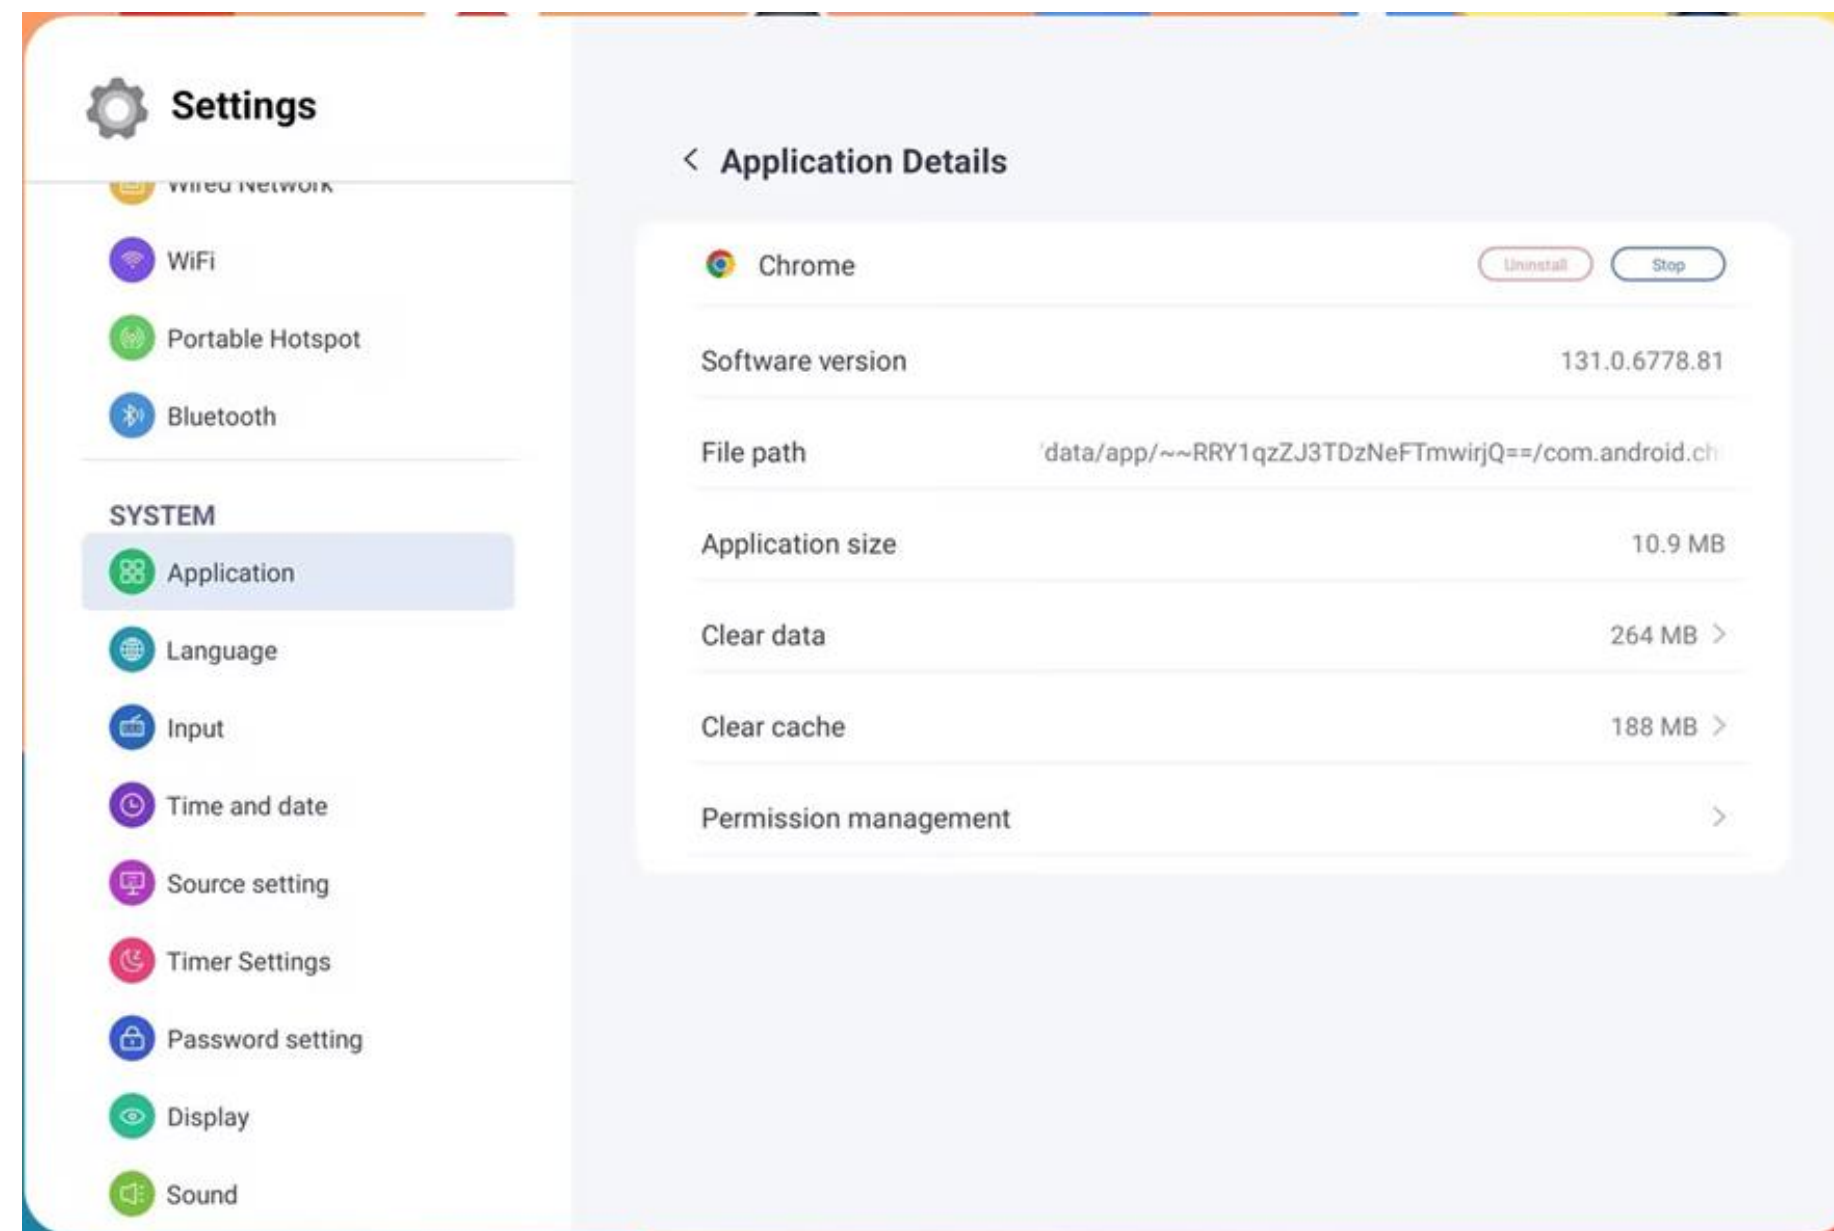 Settings
Wired Network
WiFi
Portable Hotspot
Bluetooth
SYSTEM
Application
Language
Input
Time and date
Source setting
Timer Settings
Password setting
Display
Sound
< Application Details
Chrome Uninstall Stop
Software version 131.0.6778.81
File path /data/app/~~RRY1qzZJ3TDzNeFTmwirjQ==/com.android.ch
Application size 10.9 MB
Clear data 264 MB >
Clear cache 188 MB >
Permission management >